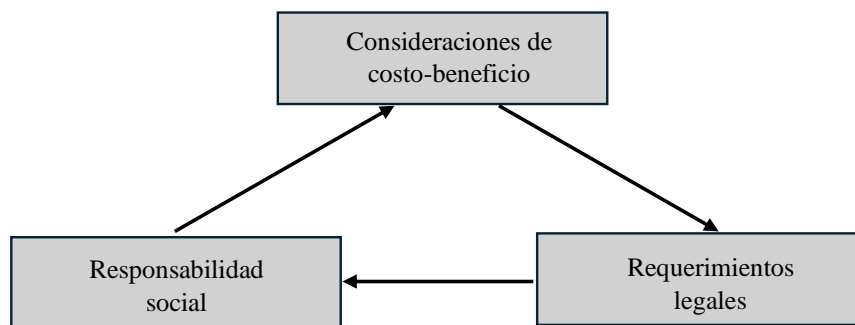 Consideraciones de
costo-beneficio
Responsabilidad
social
Requerimientos
legales